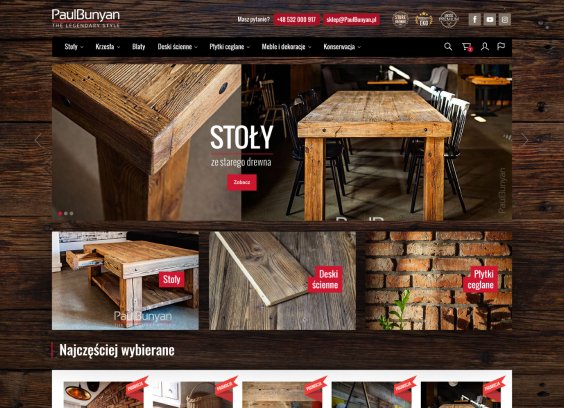 PaulBunyan
THE LEGENDARY STYLE
Masz pytanie? +48 532 000 917 sklep@PaulBunyan.pl
Stoły Krzesła Blaty Deski ścienne Płytki ceglane Meble i dekoracje Konserwacja
STOŁY
ze starego drewna
Zobacz
PaulBunyan
PaulBunyan
Stoły
Deski
ścienne
Płytki
ceglane
PaulBunyan
Najczęściej wybierane
PROMOCJA
PROMOCJA
PROMOCJA
PROMOCJA
PROMOCJA